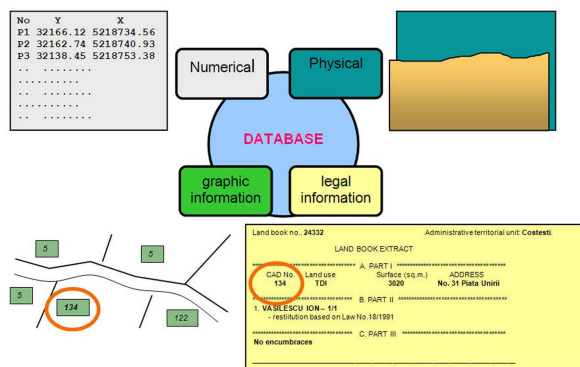 No Y X
P1 32166.12 5218734.56
P2 32162.74 5218740.93
P3 32138.45 5218753.38
.. ........
..........
.. ........
.........
.. ........
Numerical
Physical
DATABASE
graphic
information
legal
information
5
5
5
134
122
Land book no.. 24332 Administrative territorial unit: Costesti.
LAND BOOK EXTRACT
******************************** A. PART I ********************************
CAD No. Land use Surface (sq.m.) ADDRESS
134 TDI 3020 No. 31 Piata Unirii
******************************** B. PART II ********************************
1. VASILESCU ION – 1/1
- restiitution based on Law No.18/1991
******************************** C. PART III ********************************
No encumbraces